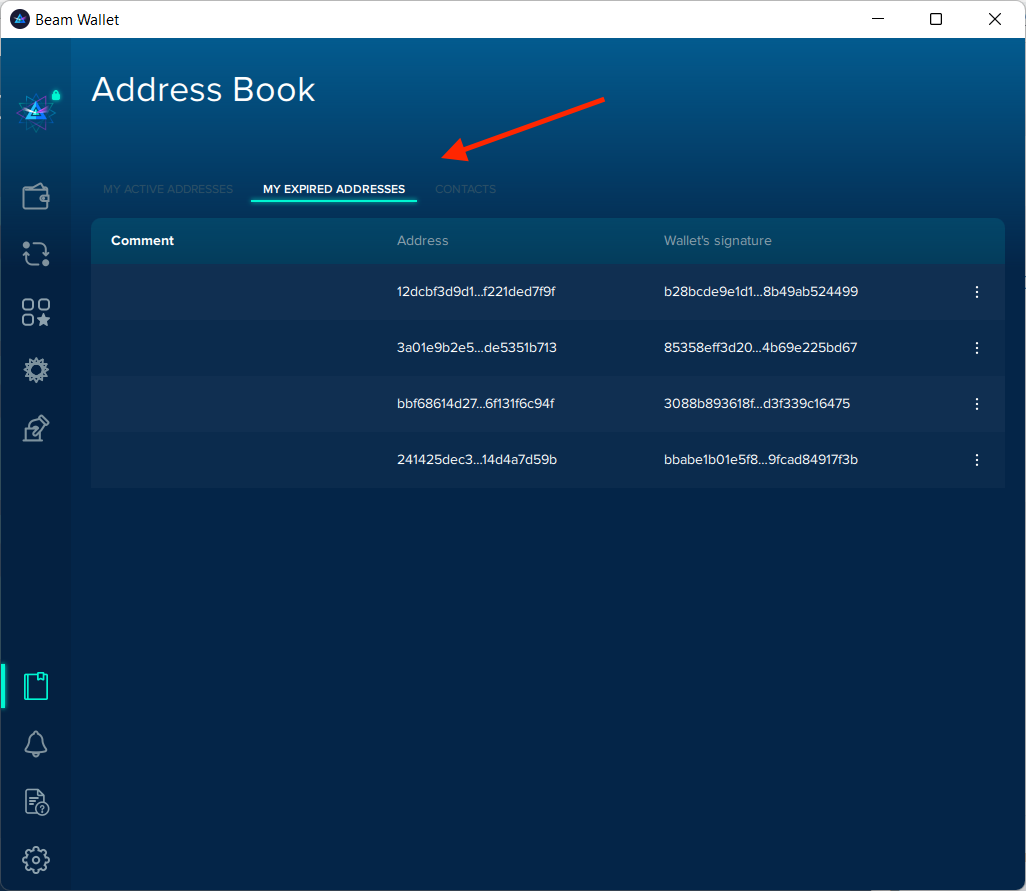 Beam Wallet
Address Book
MY ACTIVE ADDRESSES MY EXPIRED ADDRESSES CONTACTS
Comment Address Wallet's signature
12dcbf3d9d1...f221ded7f9f b28bcde9e1d1...8b49ab524499
3a01e9b2e5...de5351b713 85358eff3d20...4b69e225bd67
bbf68614d27...6f131f6c94f 3088b893618f...d3f339c16475
241425dec3...14d4a7d59b bbabe1b01e5f8...9fcad84917f3b